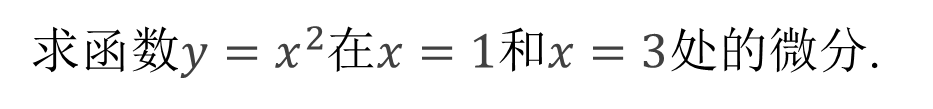 求函数y = x²在x = 1和x = 3处的微分.